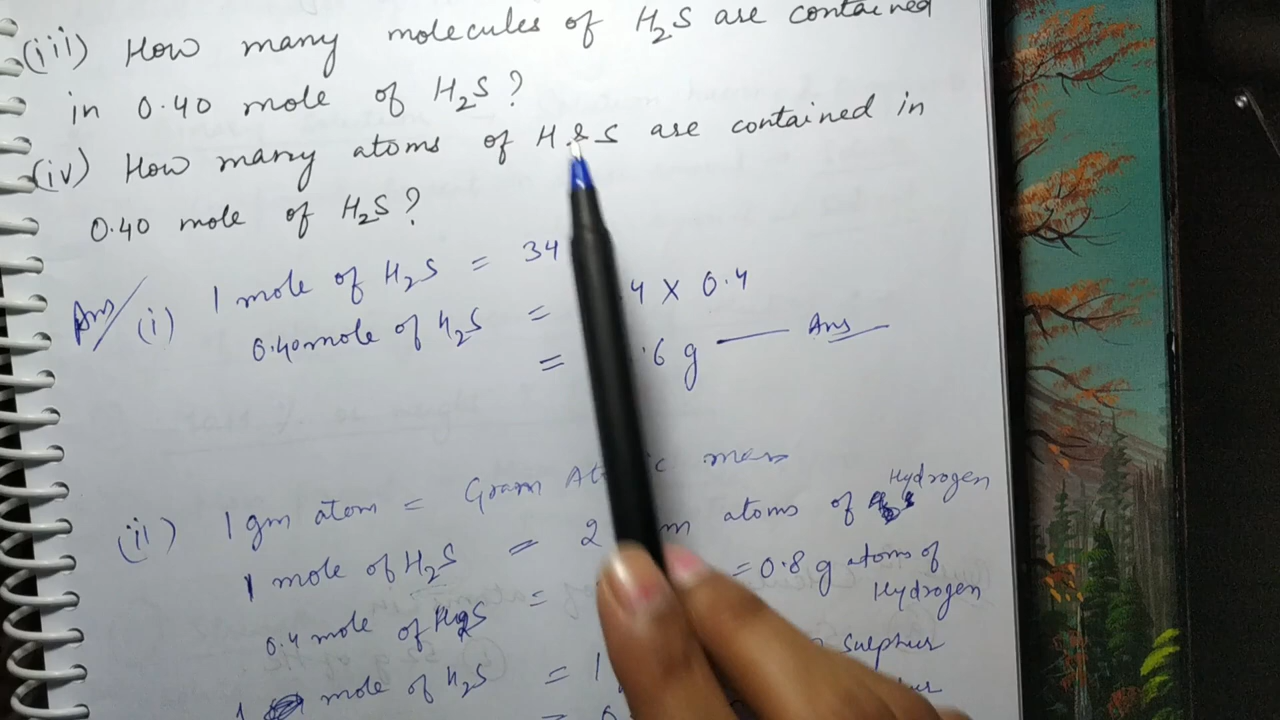 (iii) How many molecules of H₂S are contained
in 0.40 mole of H₂S?
(iv) How many atoms of H & S are contained in
0.40 mole of H₂S?
Ans/ (i) 1 mole of H₂S = 34
0.40 mole of H₂S = 4 X 0.4
= .6 g — Ans
(ii) 1 gm atom = Gram mass
1 mole of H₂S = 2 m atoms of Hydrogen
0.4 mole of H₂S = = 0.8 g atoms of
Hydrogen
1 mole of H₂S = 1 sulphur
= 0